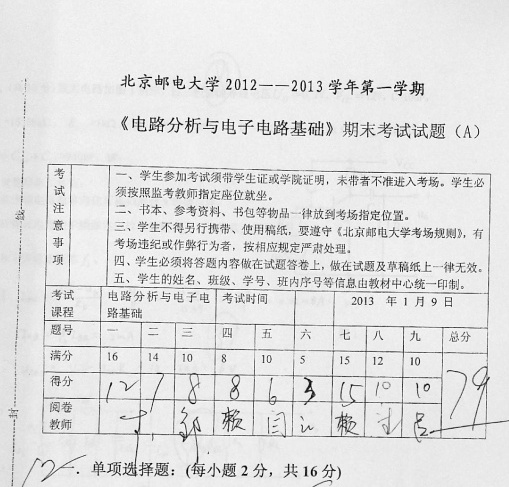 北京邮电大学2012——2013学年第一学期
《电路分析与电子电路基础》期末考试试题（A）
考试注意事项
一、学生参加考试须带学生证或学院证明，未带者不准进入考场。学生必
须按照监考教师指定座位就坐。
二、书本、参考资料、书包等物品一律放到考场指定位置。
三、学生不得另行携带、使用稿纸，要遵守《北京邮电大学考场规则》，有
考场违纪或作弊行为者，按相应规定严肃处理。
四、学生必须将答题内容做在试题答卷上，做在试题及草稿纸上一律无效。
五、学生的姓名、班级、学号、班内序号等信息由教材中心统一印制。
考试课程 电路分析与电子电路基础 考试时间 2013 年 1 月 9 日
题号 一 二 三 四 五 六 七 八 九 总分
满分 16 14 10 8 10 5 15 12 10
得分 12 7 8 8 6 3 15 10 10 79
阅卷教师 邹 赖 闫 赖 吕
12 一. 单项选择题：(每小题 2 分，共 16 分)
封